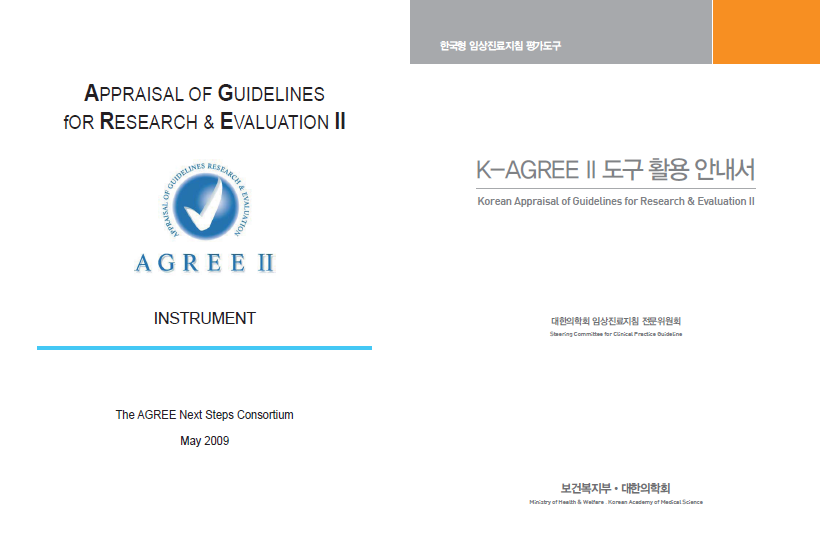 APPRAISAL OF GUIDELINES
fOR RESEARCH & EVALUATION II
APPRAISAL OF GUIDELINES RESEARCH & EVALUATION
AGREE II
INSTRUMENT
The AGREE Next Steps Consortium
May 2009
한국형 임상진료지침 평가도구
K-AGREE II 도구 활용 안내서
Korean Appraisal of Guidelines for Research & Evaluation II
대한의학회 임상진료지침 전문위원회
Steering Committee for Clinical Practice Guideline
보건복지부 • 대한의학회
Ministry of Health & Welfare . Korean Academy of Medical Science